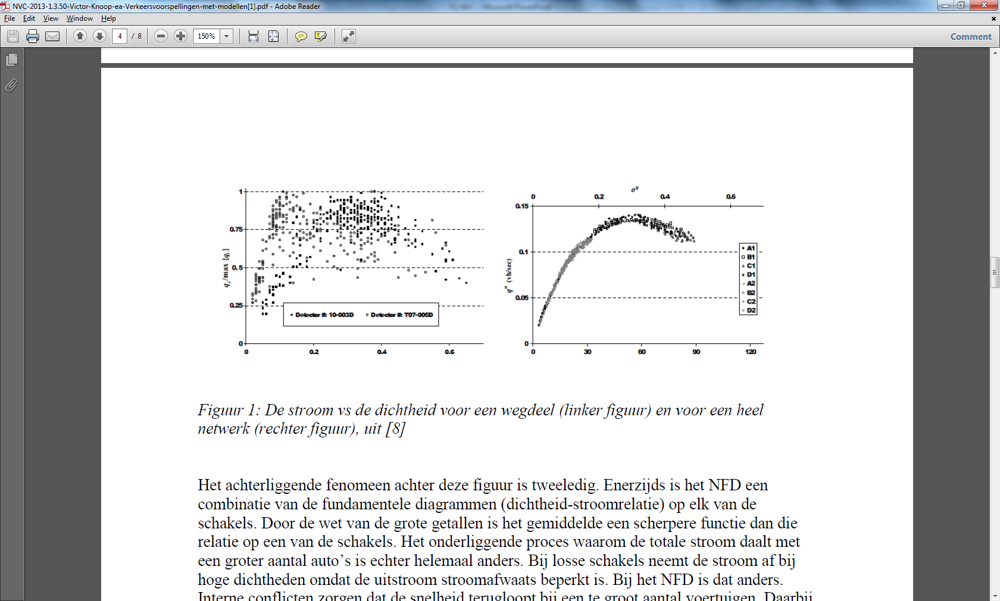 NVC-2013-1.3.50-Victor-Knoop-ea-Verkeersvoorspellingen-met-modellen[1].pdf - Adobe Reader
File Edit View Window Help
4 / 8 150% Comment
1
0.75
0.5
0.25
0
0 0.2 0.4 0.6
qi/max {qi}
Detector #: 10-003D Detector #: T07-005D
o^u
0 0.2 0.4 0.6
0.15
0.1
0.05
0
0 30 60 90 120
q^u (vh/sec)
A1
B1
C1
D1
A2
B2
C2
D2
Figuur 1: De stroom vs de dichtheid voor een wegdeel (linker figuur) en voor een heel
netwerk (rechter figuur), uit [8]
Het achterliggende fenomeen achter deze figuur is tweeledig. Enerzijds is het NFD een
combinatie van de fundamentele diagrammen (dichtheid-stroomrelatie) op elk van de
schakels. Door de wet van de grote getallen is het gemiddelde een scherpere functie dan die
relatie op een van de schakels. Het onderliggende proces waarom de totale stroom daalt met
een groter aantal auto's is echter helemaal anders. Bij losse schakels neemt de stroom af bij
hoge dichtheden omdat de uitstroom stroomafwaats beperkt is. Bij het NFD is dat anders.
Interne conflicten zorgen dat de snelheid terugloopt bij een te groot aantal voertuigen. Daarbij